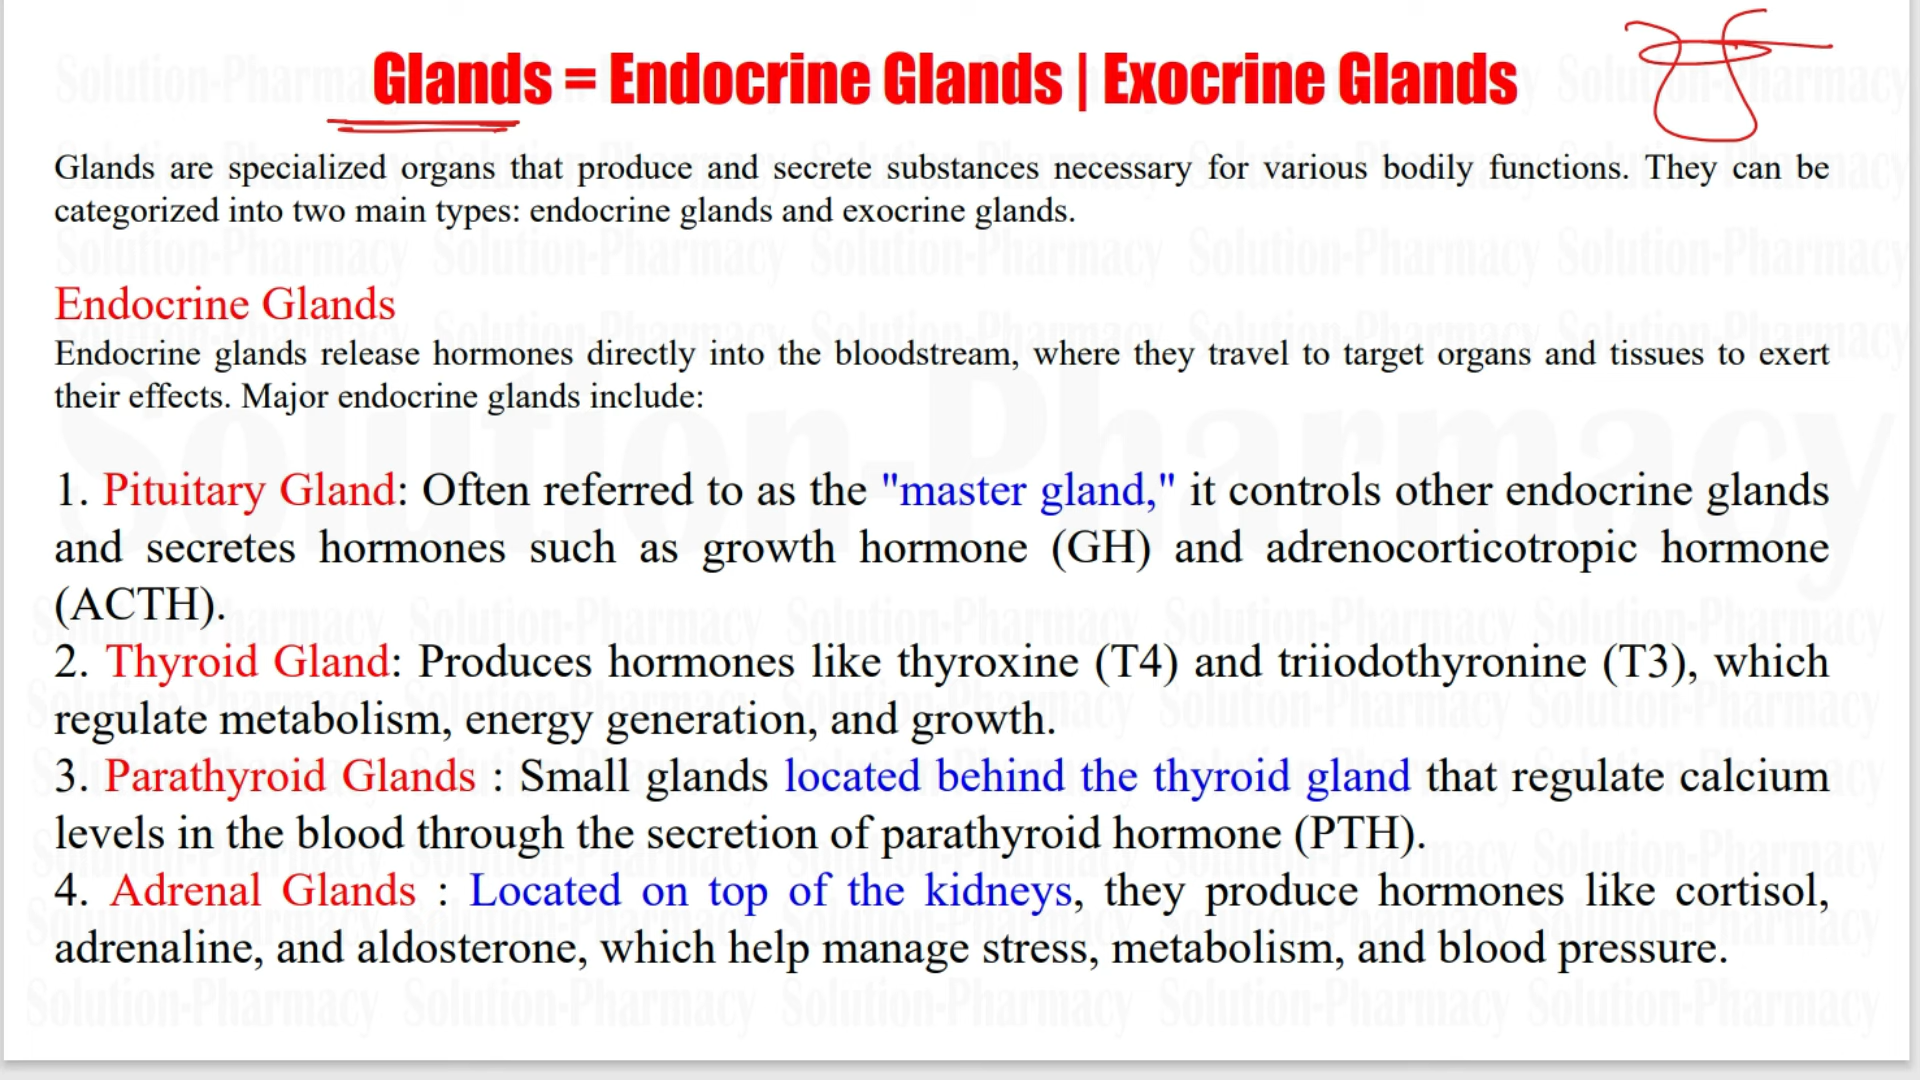 Glands = Endocrine Glands | Exocrine Glands
Glands are specialized organs that produce and secrete substances necessary for various bodily functions. They can be
categorized into two main types: endocrine glands and exocrine glands.
Endocrine Glands
Endocrine glands release hormones directly into the bloodstream, where they travel to target organs and tissues to exert
their effects. Major endocrine glands include:
1. Pituitary Gland: Often referred to as the "master gland," it controls other endocrine glands
and secretes hormones such as growth hormone (GH) and adrenocorticotropic hormone
(ACTH).
2. Thyroid Gland: Produces hormones like thyroxine (T4) and triiodothyronine (T3), which
regulate metabolism, energy generation, and growth.
3. Parathyroid Glands : Small glands located behind the thyroid gland that regulate calcium
levels in the blood through the secretion of parathyroid hormone (PTH).
4. Adrenal Glands : Located on top of the kidneys, they produce hormones like cortisol,
adrenaline, and aldosterone, which help manage stress, metabolism, and blood pressure.
Solution-Pharmacy